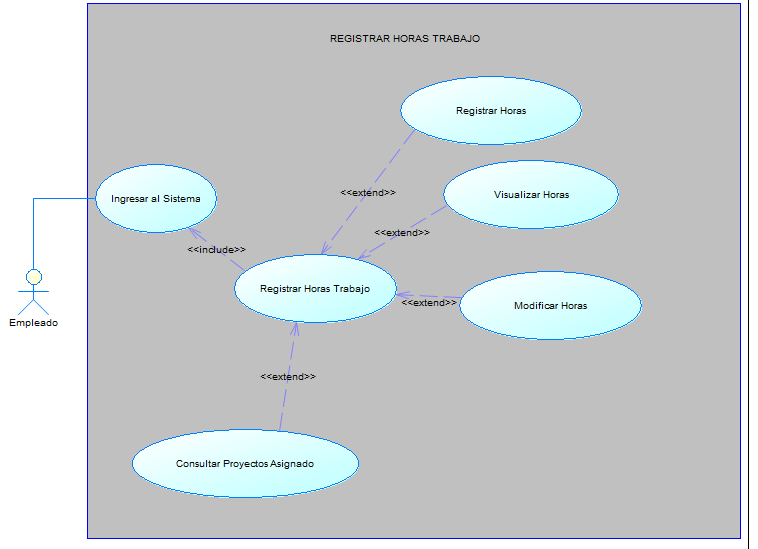 REGISTRAR HORAS TRABAJO
Registrar Horas
<<extend>>
Visualizar Horas
Ingresar al Sistema
<<extend>>
<<include>>
Registrar Horas Trabajo
<<extend>>
Modificar Horas
Empleado
<<extend>>
Consultar Proyectos Asignado